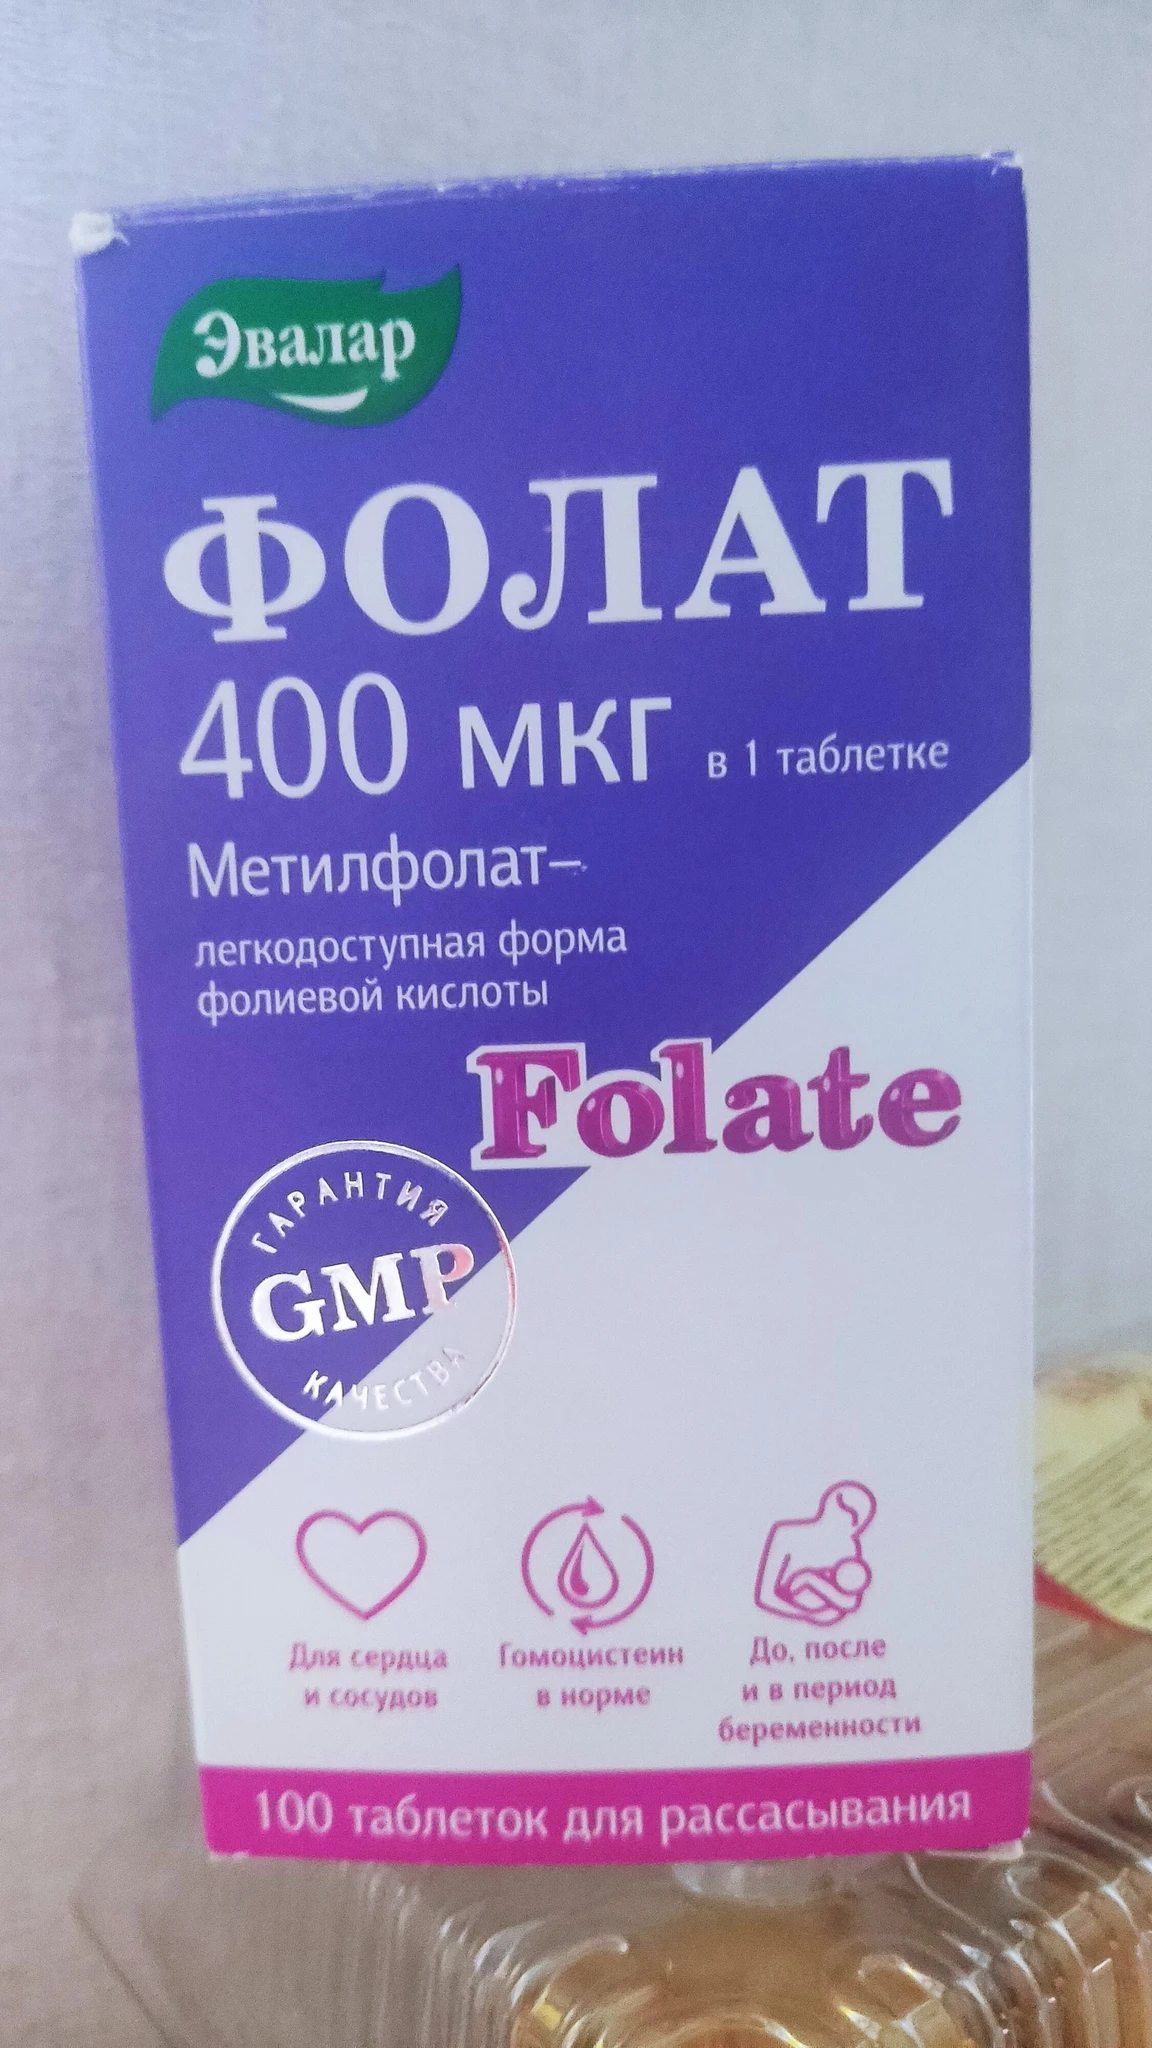 Эвалар
ФОЛАТ
400 мкг в 1 таблетке
Метилфолат–
легкодоступная форма
фолиевой кислоты
Folate
ГАРАНТИЯ
GMP
КАЧЕСТВА
Для сердца
и сосудов
Гомоцистеин
в норме
До, после
и в период
беременности
100 таблеток для рассасывания